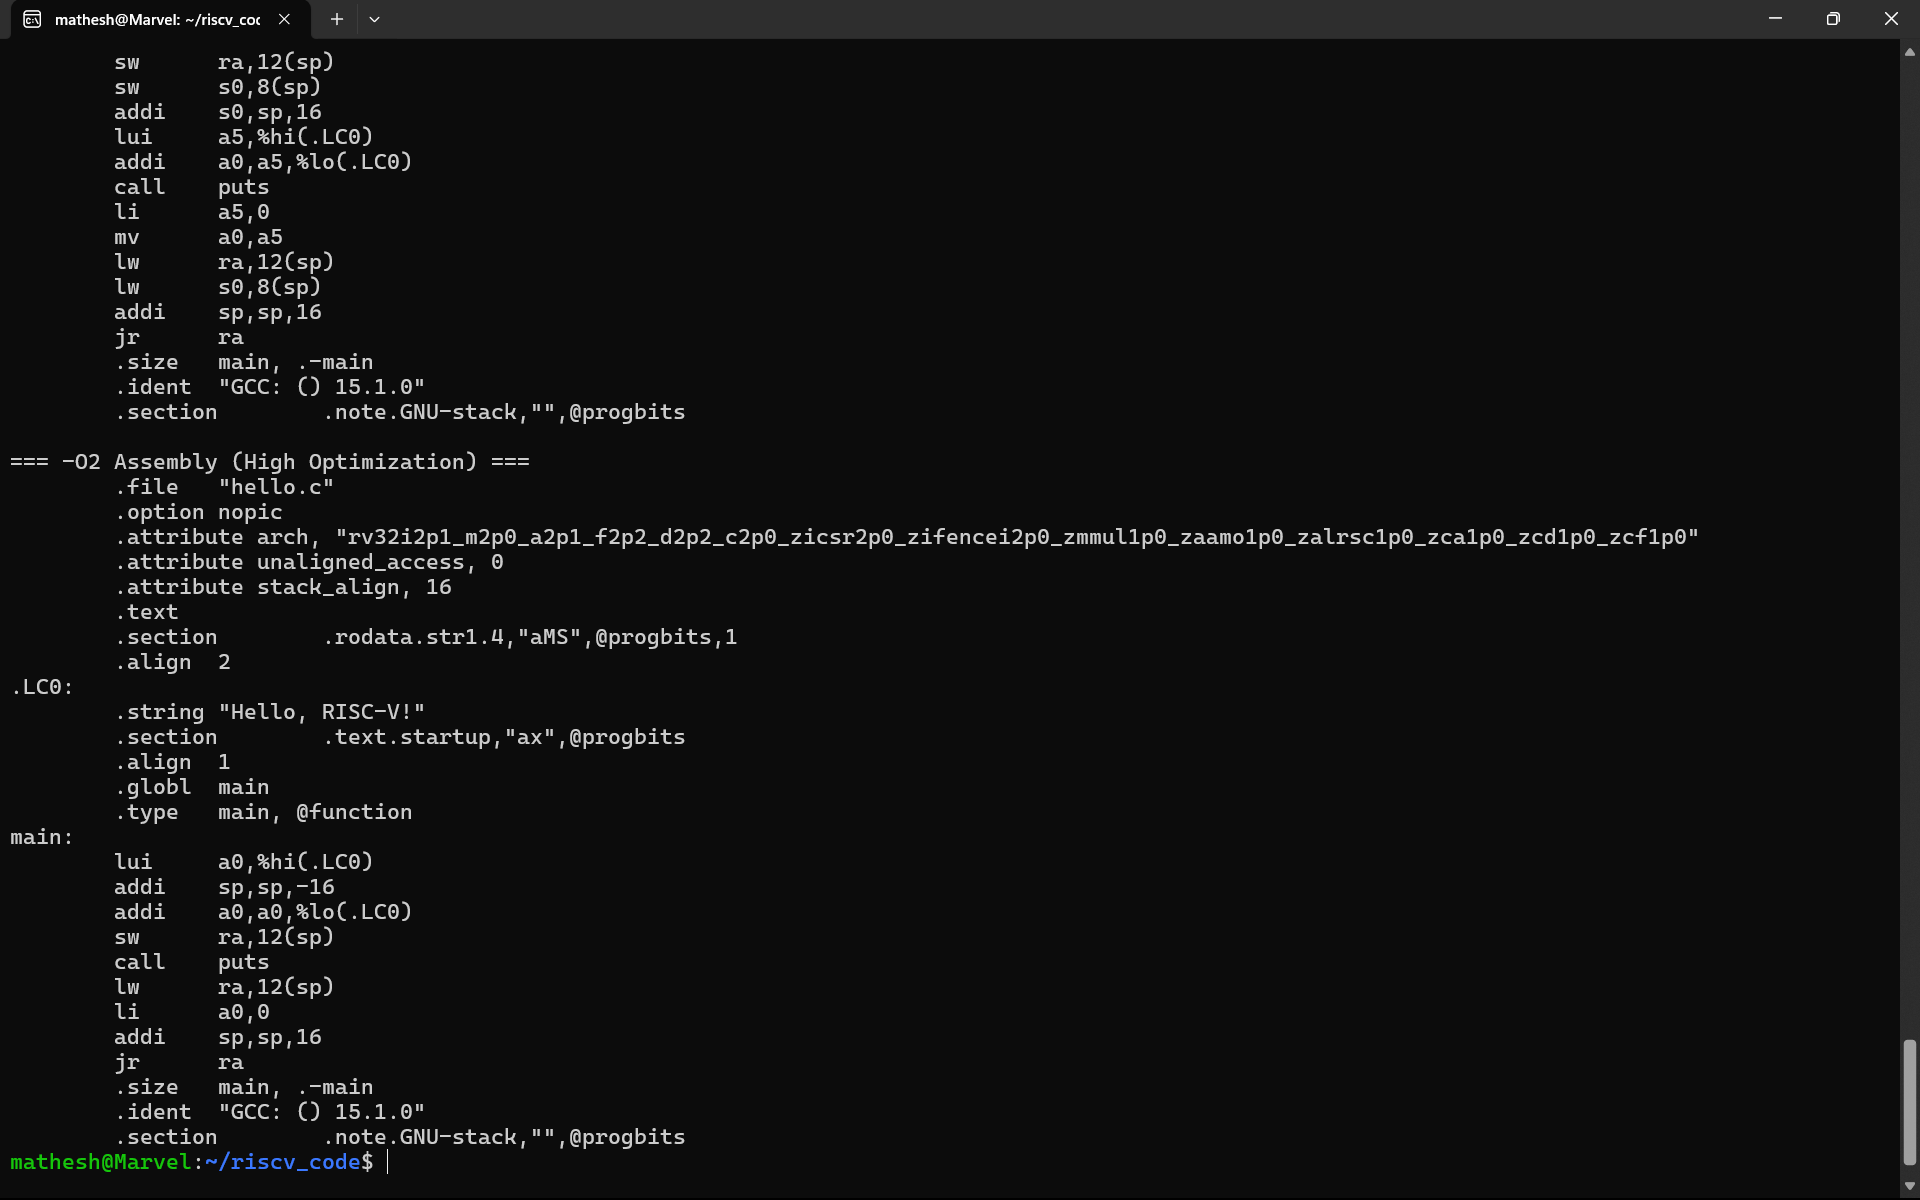 mathesh@Marvel: ~/riscv_co
sw ra,12(sp)
sw s0,8(sp)
addi s0,sp,16
lui a5,%hi(.LC0)
addi a0,a5,%lo(.LC0)
call puts
li a5,0
mv a0,a5
lw ra,12(sp)
lw s0,8(sp)
addi sp,sp,16
jr ra
.size main, .-main
.ident "GCC: () 15.1.0"
.section .note.GNU-stack,"",@progbits
=== -O2 Assembly (High Optimization) ===
.file "hello.c"
.option nopic
.attribute arch, "rv32i2p1_m2p0_a2p1_f2p2_d2p2_c2p0_zicsr2p0_zifencei2p0_zmmul1p0_zaamo1p0_zalrsc1p0_zca1p0_zcd1p0_zcf1p0"
.attribute unaligned_access, 0
.attribute stack_align, 16
.text
.section .rodata.str1.4,"aMS",@progbits,1
.align 2
.LC0:
.string "Hello, RISC-V!"
.section .text.startup,"ax",@progbits
.align 1
.globl main
.type main, @function
main:
lui a0,%hi(.LC0)
addi sp,sp,-16
addi a0,a0,%lo(.LC0)
sw ra,12(sp)
call puts
lw ra,12(sp)
li a0,0
addi sp,sp,16
jr ra
.size main, .-main
.ident "GCC: () 15.1.0"
.section .note.GNU-stack,"",@progbits
mathesh@Marvel:~/riscv_code$